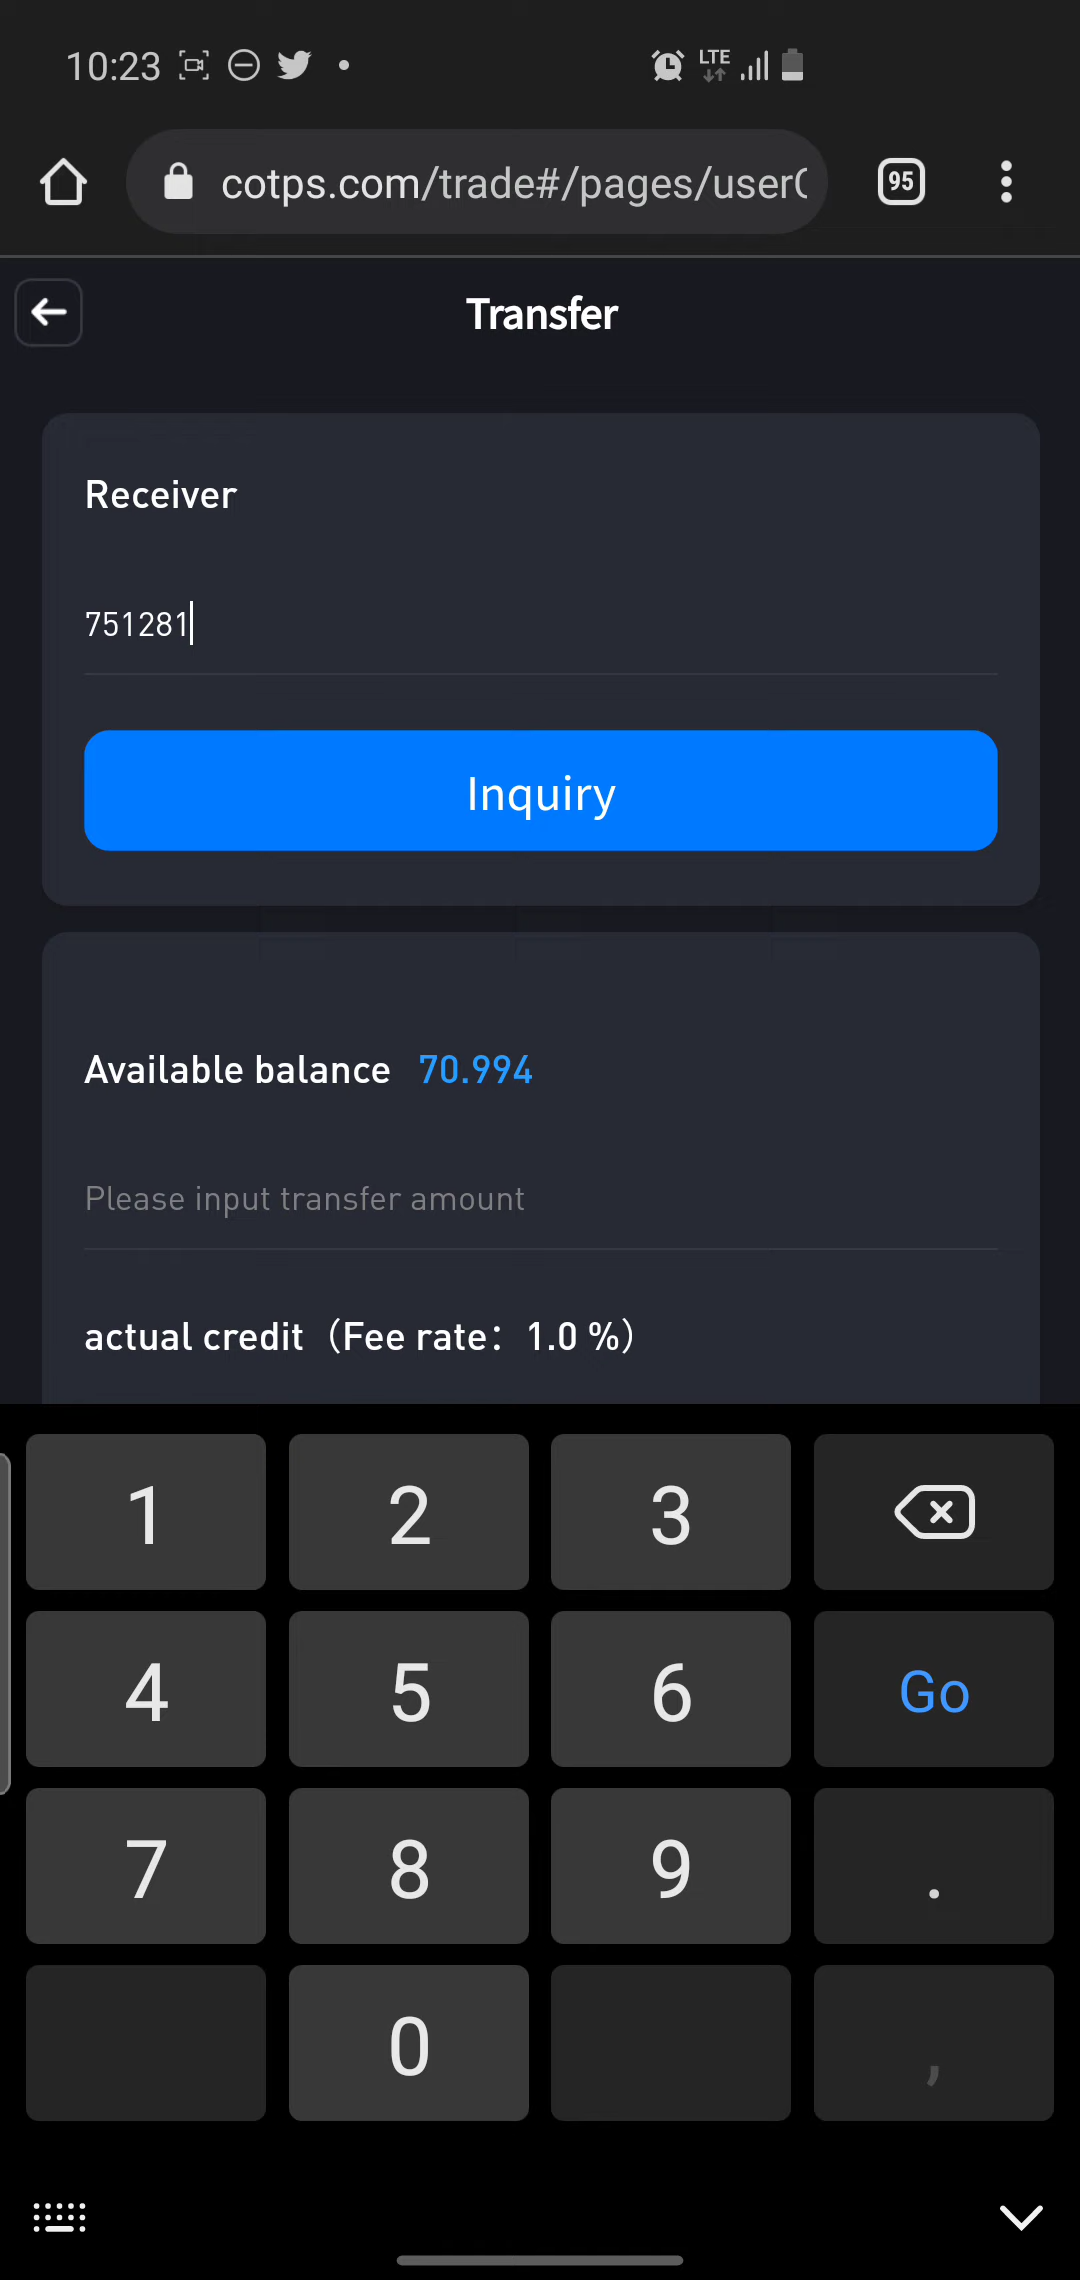 10:23
LTE
cotps.com/trade#/pages/user
95
Transfer
Receiver
751281
Inquiry
Available balance 70.994
Please input transfer amount
actual credit（Fee rate： 1.0 %）
1 2 3
4 5 6 Go
7 8 9 .
0 ,